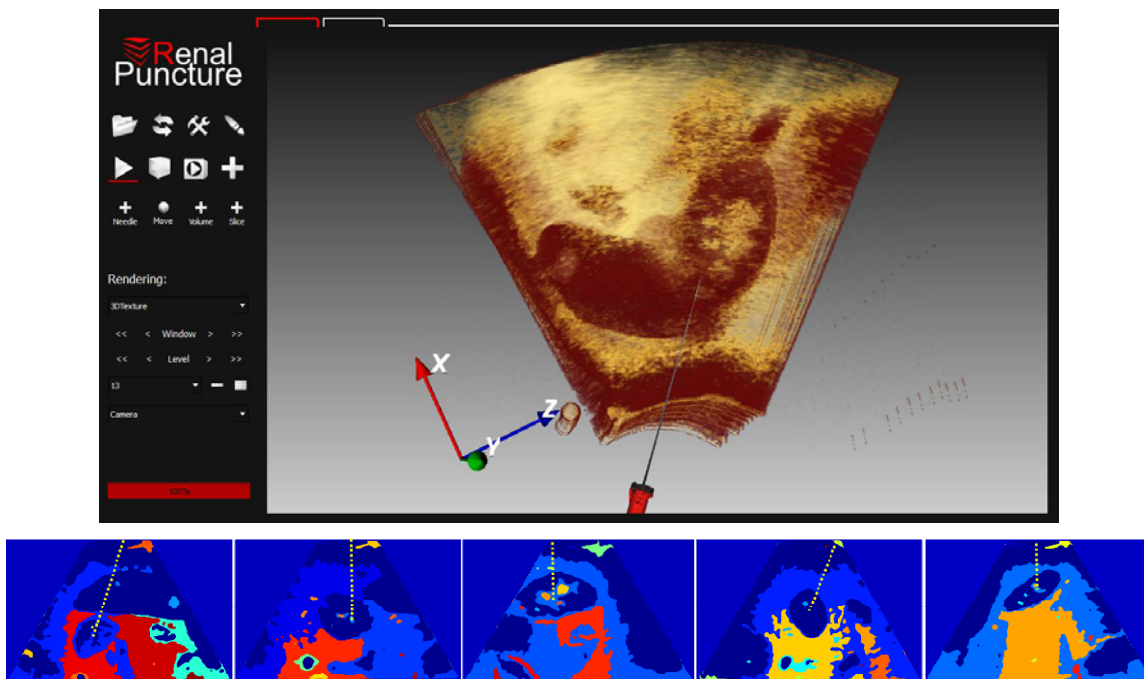 Renal
Puncture
Needle Move Volume Slice
Rendering:
3DTexture
<< < Window > >>
<< < Level > >>
13
Camera
100%
X
Z
Y